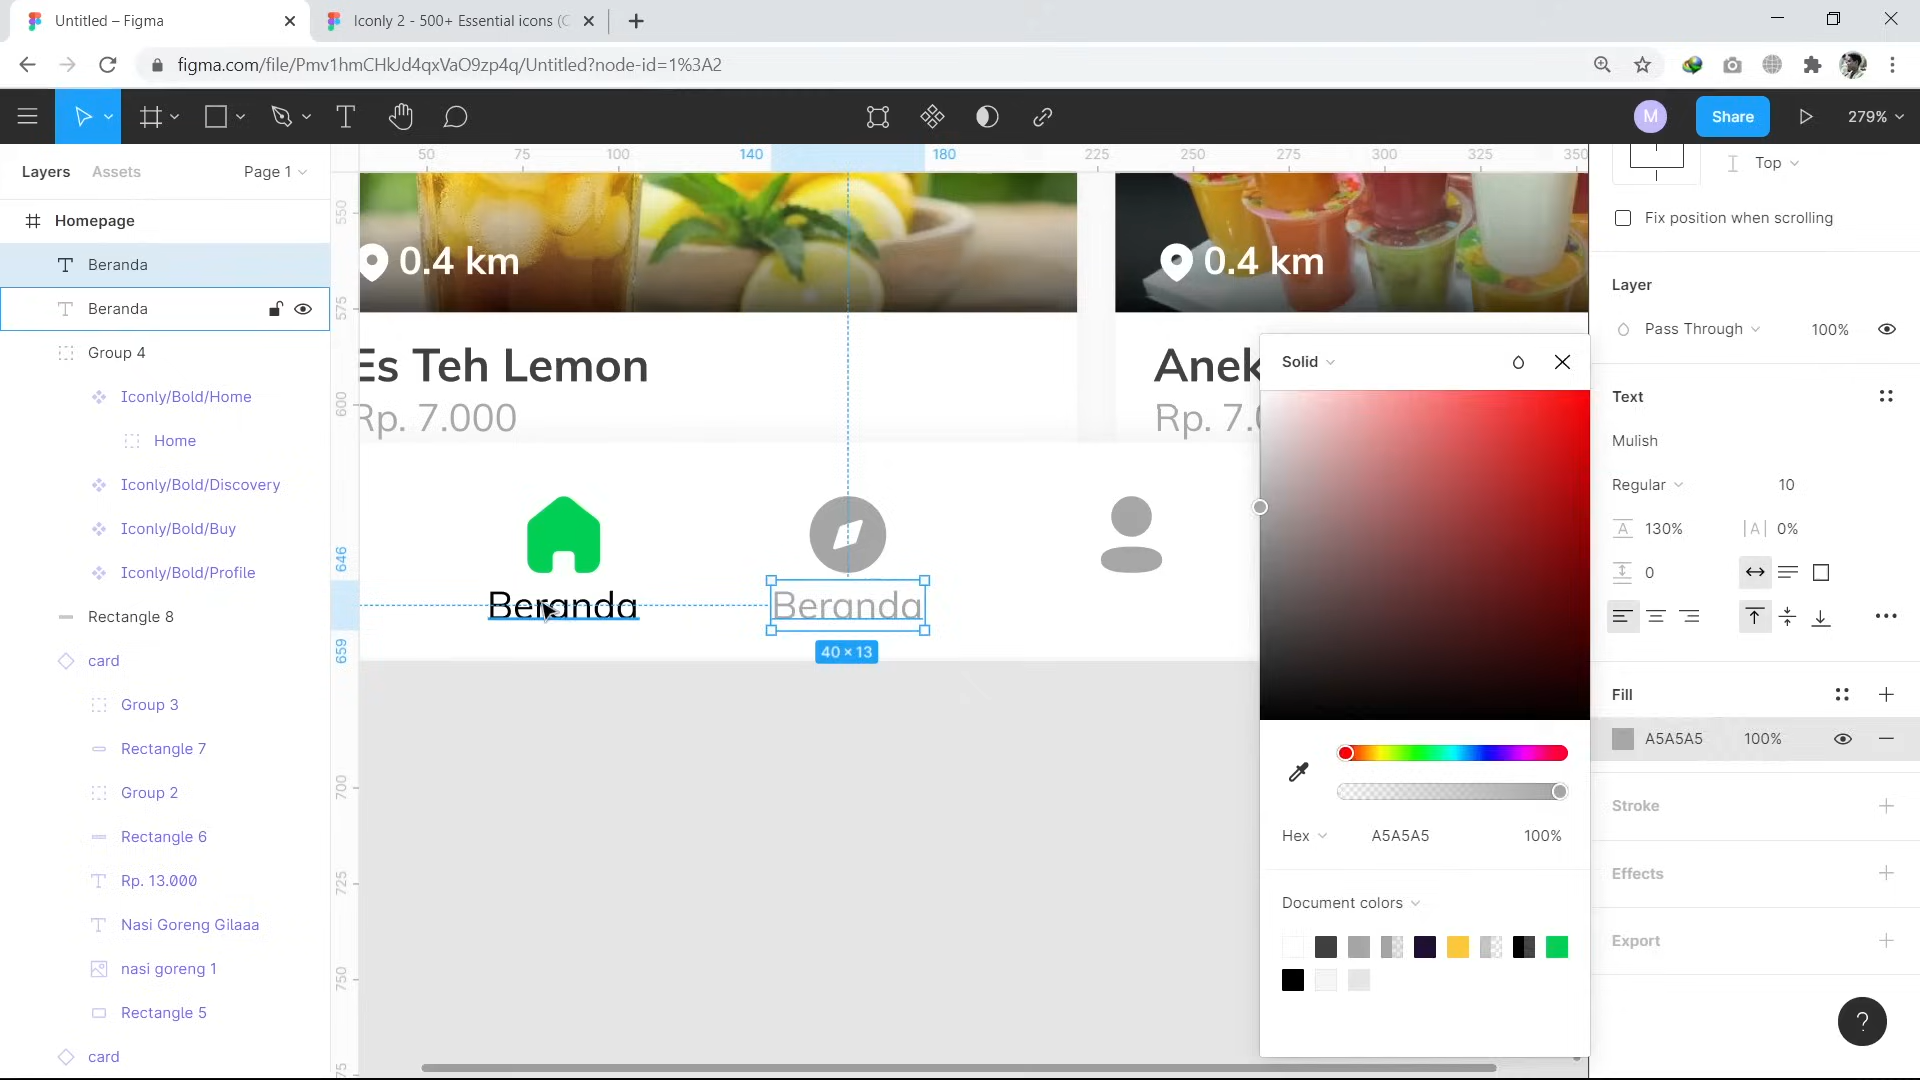 Untitled – Figma
Iconly 2 - 500+ Essential icons (C
figma.com/file/Pmv1hmCHkJd4qxVaO9zp4q/Untitled?node-id=1%3A2
M
Share
279%
Layers
Assets
Page 1
50
75
100
140
180
225
250
275
300
325
350
Homepage
Beranda
Beranda
Group 4
Iconly/Bold/Home
Home
Iconly/Bold/Discovery
Iconly/Bold/Buy
Iconly/Bold/Profile
Rectangle 8
card
Group 3
Rectangle 7
Group 2
Rectangle 6
Rp. 13.000
Nasi Goreng Gilaaa
nasi goreng 1
Rectangle 5
card
550
575
600
646
659
700
725
750
75
0.4 km
0.4 km
Es Teh Lemon
Rp. 7.000
Anek
Rp. 7.0
Beranda
Beranda
40 × 13
Solid
Hex
A5A5A5
100%
Document colors
Top
Fix position when scrolling
Layer
Pass Through
100%
Text
Mulish
Regular
10
A
130%
|A|
0%
0
Fill
A5A5A5
100%
Stroke
Effects
Export
?